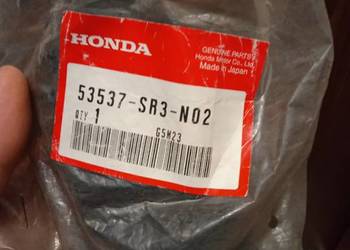 HONDA
GENUINE PARTS
Honda Motor Co., Ltd.
Made in Japan
53537-SR3-N02
QTY 1
G5M23